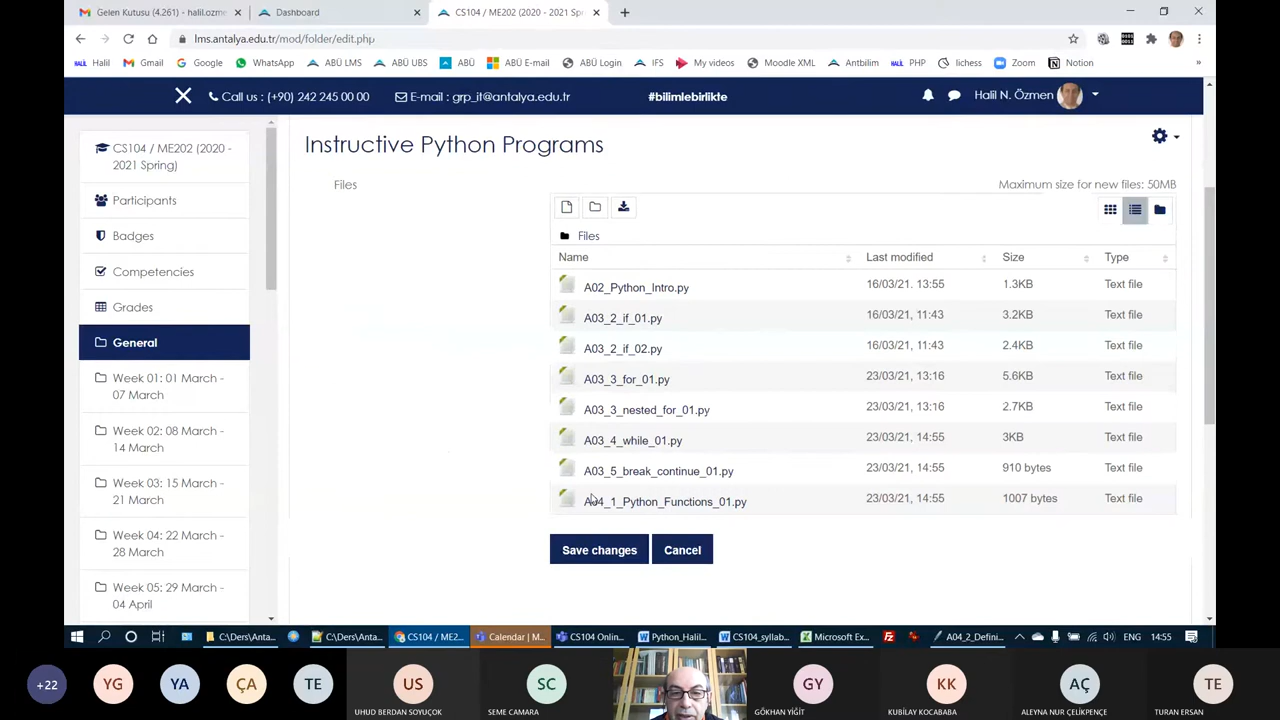 Gelen Kutusu (4.261) - halil.ozme
Dashboard
CS104 / ME202 (2020 - 2021 Spr
lms.antalya.edu.tr/mod/folder/edit.php
HALİL Halil
Gmail
Google
WhatsApp
ABÜ LMS
ABÜ UBS
ABÜ
ABÜ E-mail
ABÜ Login
IFS
My videos
Moodle XML
Antbilim
HALİL PHP
lichess
Zoom
Notion
»
Call us : (+90) 242 245 00 00
E-mail : grp_it@antalya.edu.tr
#bilimlebirlikte
Halil N. Özmen
CS104 / ME202 (2020 -
2021 Spring)
Participants
Badges
Competencies
Grades
General
Week 01: 01 March -
07 March
Week 02: 08 March -
14 March
Week 03: 15 March -
21 March
Week 04: 22 March -
28 March
Week 05: 29 March -
04 April
Instructive Python Programs
Files
Maximum size for new files: 50MB
Files
Name Last modified Size Type
A02_Python_Intro.py 16/03/21, 13:55 1.3KB Text file
A03_2_if_01.py 16/03/21, 11:43 3.2KB Text file
A03_2_if_02.py 16/03/21, 11:43 2.4KB Text file
A03_3_for_01.py 23/03/21, 13:16 5.6KB Text file
A03_3_nested_for_01.py 23/03/21, 13:16 2.7KB Text file
A03_4_while_01.py 23/03/21, 14:55 3KB Text file
A03_5_break_continue_01.py 23/03/21, 14:55 910 bytes Text file
A04_1_Python_Functions_01.py 23/03/21, 14:55 1007 bytes Text file
Save changes
Cancel
C:\Ders\Anta...
C:\Ders\Anta...
CS104 / ME2...
Calendar | M...
CS104 Onlin...
Python_Halil...
CS104_syllab...
Microsoft Ex...
A04_2_Defini...
ENG
14:55
+22
YG
YA
ÇA
TE
US
UHUD BERDAN SOYUÇOK
SC
SEME CAMARA
GY
GÖKHAN YİĞİT
KK
KUBİLAY KOCABABA
AÇ
ALEYNA NUR ÇELİKPENÇE
TE
TURAN ERSAN